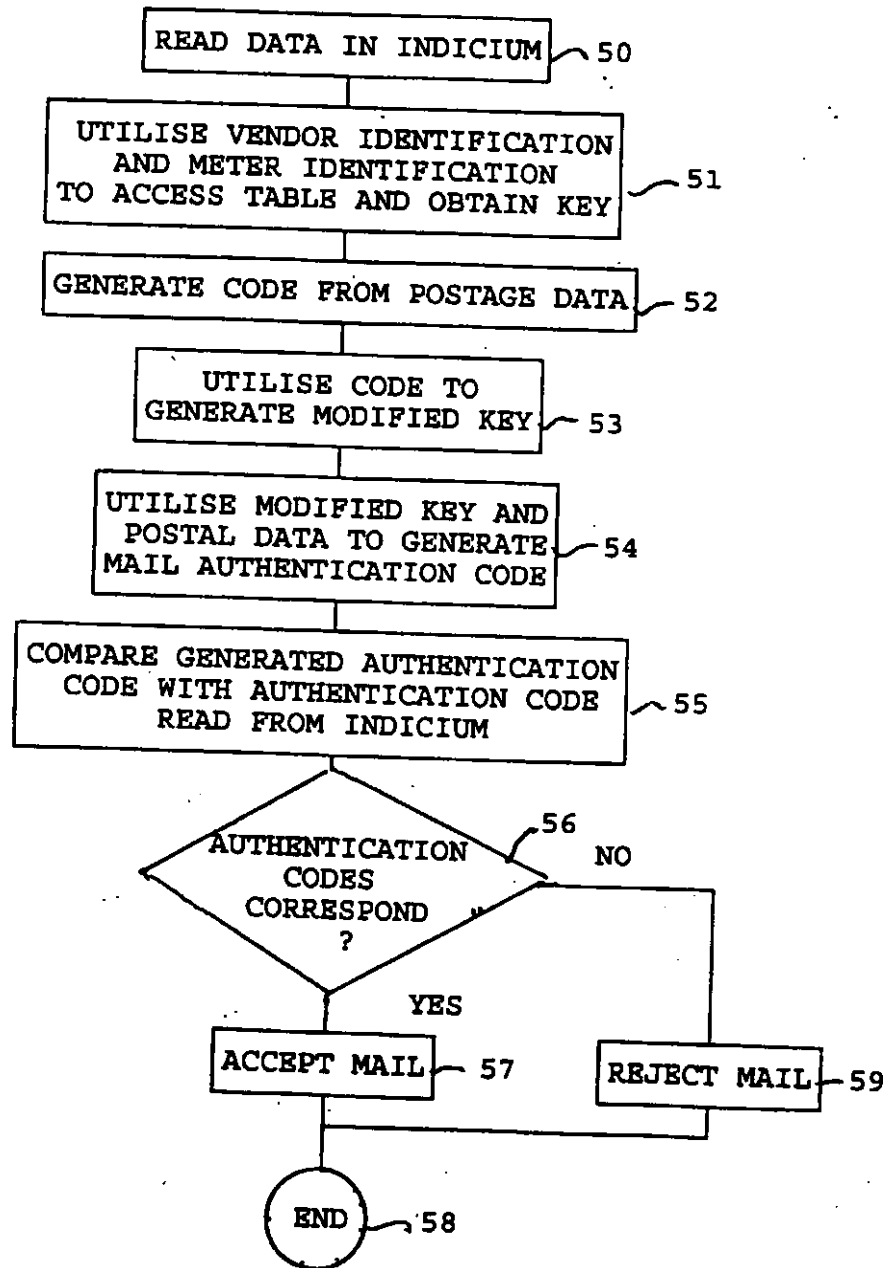 READ DATA IN INDICIUM
50
UTILISE VENDOR IDENTIFICATION
AND METER IDENTIFICATION
TO ACCESS TABLE AND OBTAIN KEY
51
GENERATE CODE FROM POSTAGE DATA
52
UTILISE CODE TO
GENERATE MODIFIED KEY
53
UTILISE MODIFIED KEY AND
POSTAL DATA TO GENERATE
MAIL AUTHENTICATION CODE
54
COMPARE GENERATED AUTHENTICATION
CODE WITH AUTHENTICATION CODE
READ FROM INDICIUM
55
56
AUTHENTICATION
CODES
CORRESPOND
?
NO
YES
ACCEPT MAIL
57
REJECT MAIL
59
END
58